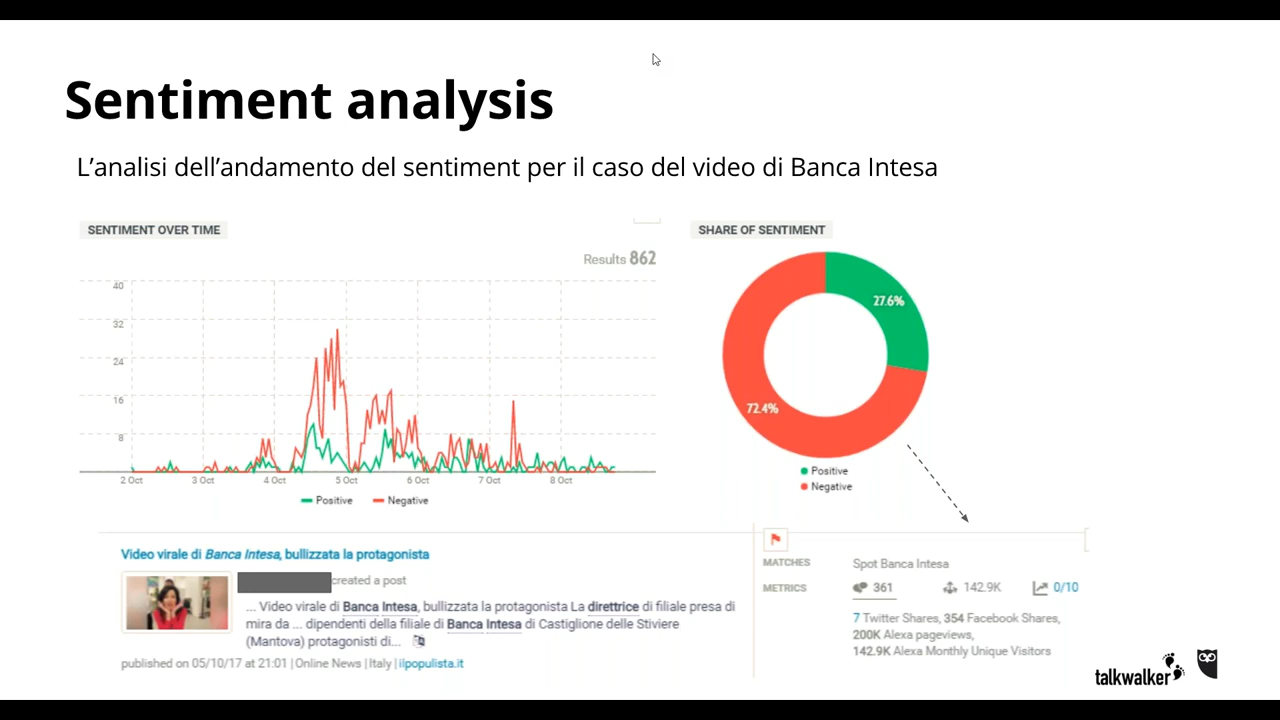 Sentiment analysis
L’analisi dell’andamento del sentiment per il caso del video di Banca Intesa
SENTIMENT OVER TIME
Results 862
40
32
24
16
8
2 Oct 3 Oct 4 Oct 5 Oct 6 Oct 7 Oct 8 Oct
Positive Negative
SHARE OF SENTIMENT
27.6%
72.4%
Positive
Negative
Video virale di Banca Intesa, bullizzata la protagonista
created a post
... Video virale di Banca Intesa, bullizzata la protagonista La direttrice di filiale presa di
mira da ... dipendenti della filiale di Banca Intesa di Castiglione delle Stiviere
(Mantova) protagonisti di...
published on 05/10/17 at 21:01 | Online News | Italy | ilpopulista.it
MATCHES Spot Banca Intesa
METRICS 361 142.9K 0/10
7 Twitter Shares, 354 Facebook Shares,
200K Alexa pageviews,
142.9K Alexa Monthly Unique Visitors
talkwalker